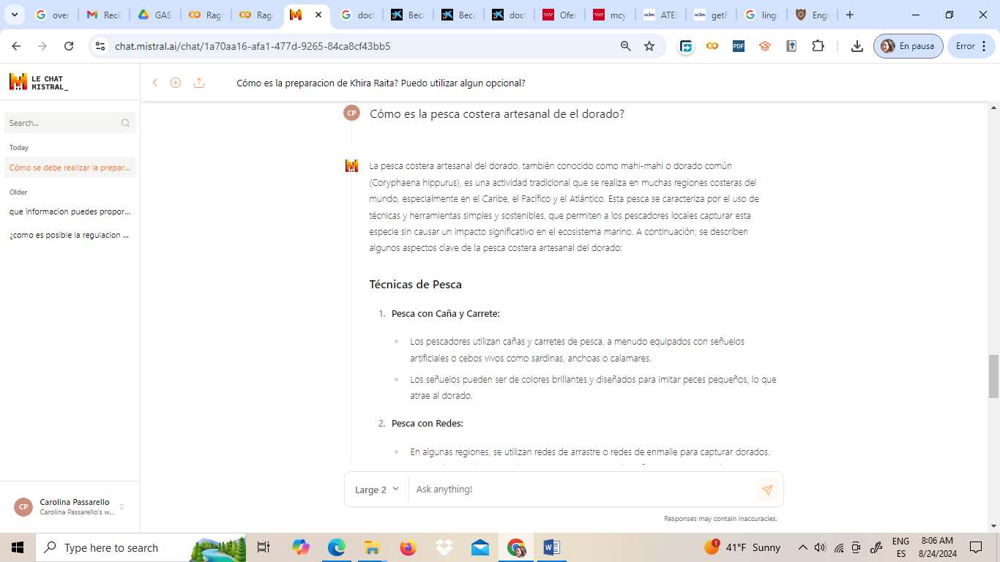 over
Reci
GAS
Rag
Rag
doct
Beca
Beca
doct
Ofer
mcy
ATEI
getF
ling
Eng
chat.mistral.ai/chat/1a70aa16-afa1-477d-9265-84ca8cf43bb5
PDF
En pausa
Error
LE CHAT
MISTRAL_
Cómo es la preparacion de Khira Raita? Puedo utilizar algun opcional?
Search...
Today
Cómo se debe realizar la prepar...
Older
que informacion puedes propor...
¿como es posible la regulacion ...
CP
Cómo es la pesca costera artesanal de el dorado?
La pesca costera artesanal del dorado, también conocido como mahi-mahi o dorado común
(Coryphaena hippurus), es una actividad tradicional que se realiza en muchas regiones costeras del
mundo, especialmente en el Caribe, el Pacífico y el Atlántico. Esta pesca se caracteriza por el uso de
técnicas y herramientas simples y sostenibles, que permiten a los pescadores locales capturar esta
especie sin causar un impacto significativo en el ecosistema marino. A continuación, se describen
algunos aspectos clave de la pesca costera artesanal del dorado:
Técnicas de Pesca
1. Pesca con Caña y Carrete:
Los pescadores utilizan cañas y carretes de pesca, a menudo equipados con señuelos
artificiales o cebos vivos como sardinas, anchoas o calamares.
Los señuelos pueden ser de colores brillantes y diseñados para imitar peces pequeños, lo que
atrae al dorado.
2. Pesca con Redes:
En algunas regiones, se utilizan redes de arrastre o redes de enmalle para capturar dorados.
Large 2
Ask anything!
Responses may contain inaccuracies.
CP
Carolina Passarello
Carolina Passarello's w...
Type here to search
1
41°F Sunny
ENG
ES
8:06 AM
8/24/2024